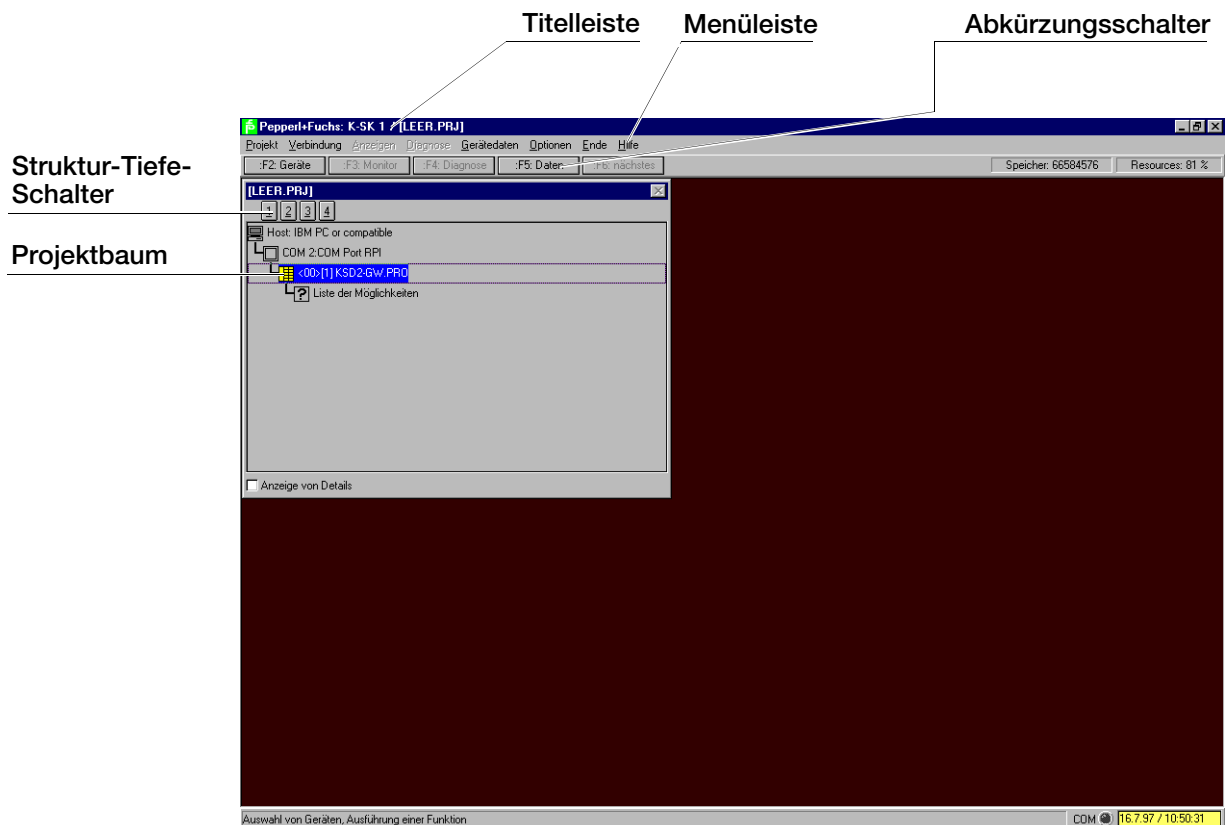 Titelleiste Menüleiste Abkürzungsschalter
Pepperl+Fuchs: K-SK 1 / [LEER.PRJ]
Projekt Verbindung Anzeigen Diagnose Gerätedaten Optionen Ende Hilfe
:F2: Geräte :F3: Monitor :F4: Diagnose :F5: Daten :F6: nächstes Speicher: 66584576 Resources: 81 %
Struktur-Tiefe-
Schalter
[LEER.PRJ]
1 2 3 4
Host: IBM PC or compatible
Projektbaum
COM 2:COM Port RPI
<00>[1] KSD2-GW.PRO
Liste der Möglichkeiten
Anzeige von Details
Auswahl von Geräten, Ausführung einer Funktion COM 16.7.97 / 10:50:31